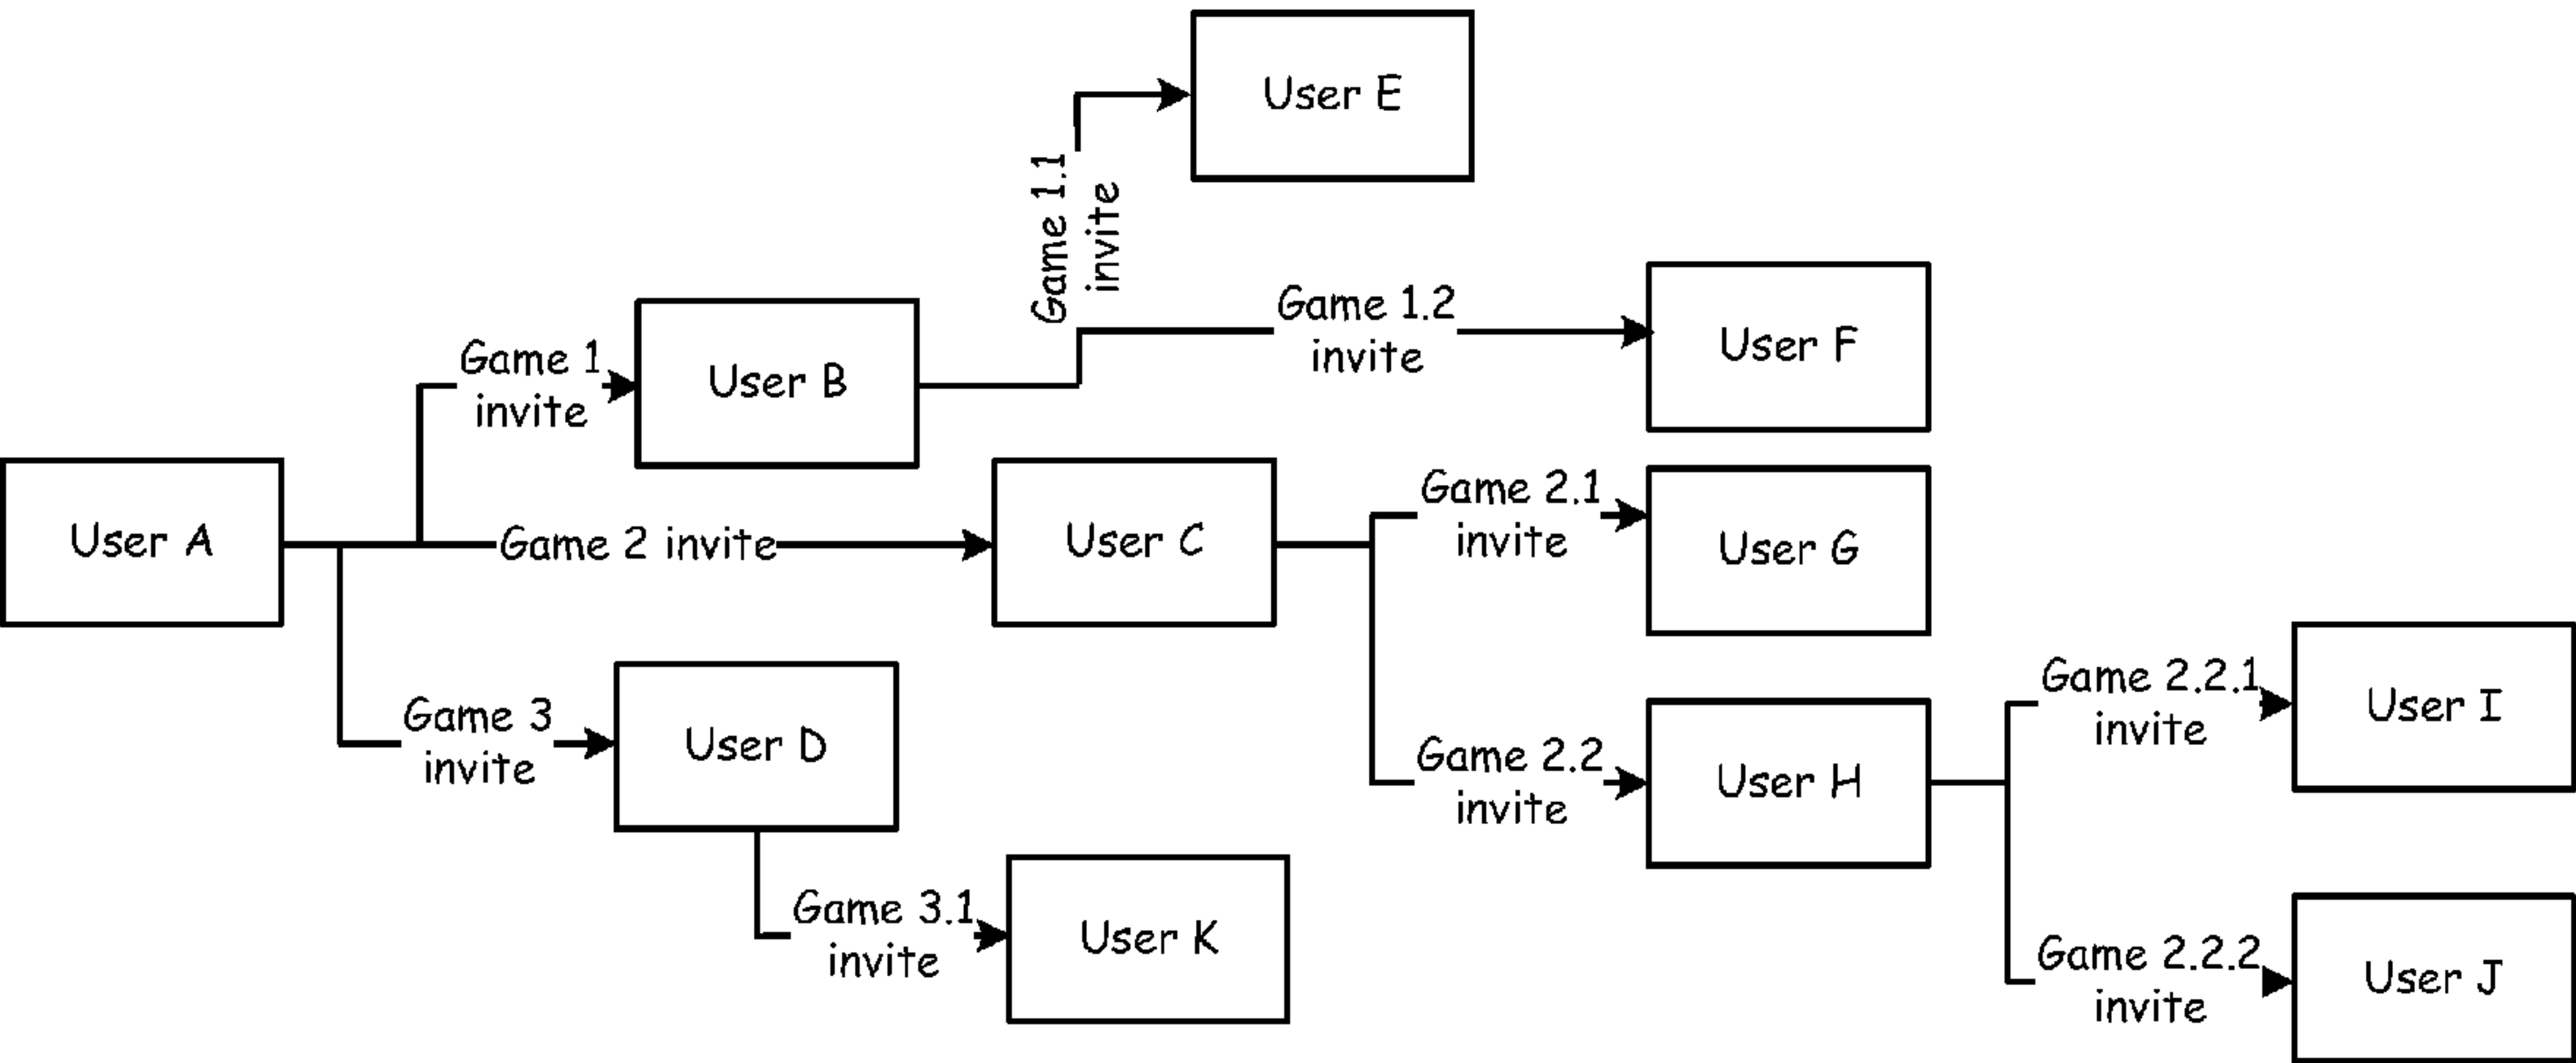 User E
Game 1.1
invite
Game 1.2
invite
User F
Game 1
invite
User B
User A
Game 2 invite
User C
Game 2.1
invite
User G
Game 3
invite
User D
Game 2.2
invite
User H
Game 2.2.1
invite
User I
Game 3.1
invite
User K
Game 2.2.2
invite
User J